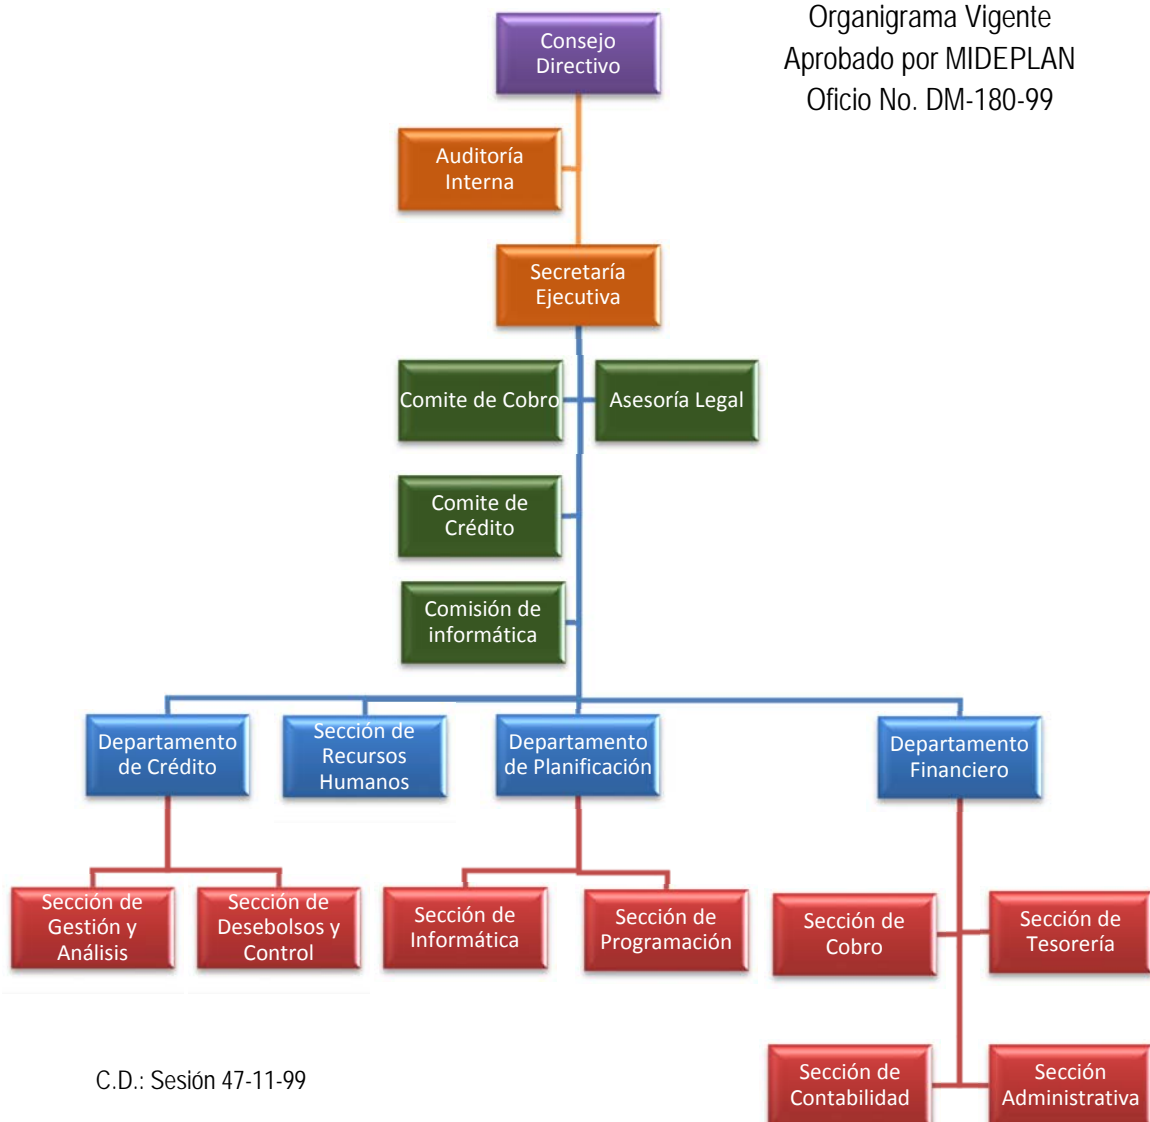 Organigrama Vigente
Aprobado por MIDEPLAN
Oficio No. DM-180-99
Consejo
Directivo
Auditoría
Interna
Secretaría
Ejecutiva
Comite de Cobro
Asesoría Legal
Comite de
Crédito
Comisión de
informática
Departamento
de Crédito
Sección de
Recursos
Humanos
Departamento
de Planificación
Departamento
Financiero
Sección de
Gestión y
Análisis
Sección de
Desebolsos y
Control
Sección de
Informática
Sección de
Programación
Sección de
Cobro
Sección de
Tesorería
Sección de
Contabilidad
Sección
Administrativa
C.D.: Sesión 47-11-99